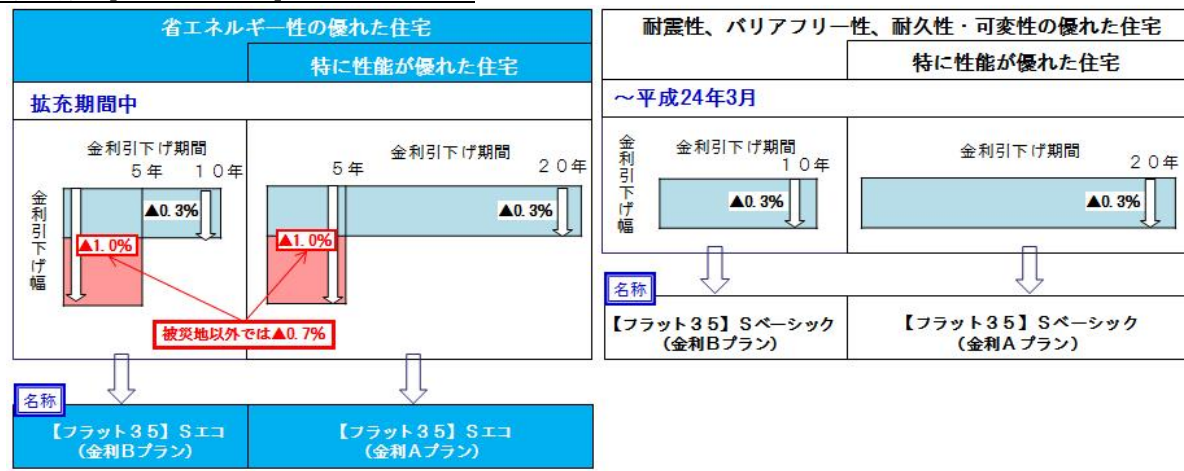 省エネルギー性の優れた住宅
特に性能が優れた住宅
拡充期間中
金利引下げ期間
5年 10年
金利引下げ幅
▲0.3%
▲1.0%
金利引下げ期間
5年 20年
▲0.3%
▲1.0%
被災地以外では▲0.7%
名称
【フラット35】Sエコ
(金利Bプラン)
【フラット35】Sエコ
(金利Aプラン)
耐震性、バリアフリー性、耐久性・可変性の優れた住宅
特に性能が優れた住宅
~平成24年3月
金利引下げ幅
金利引下げ期間
10年
▲0.3%
金利引下げ期間
20年
▲0.3%
名称
【フラット35】Sベーシック
(金利Bプラン)
【フラット35】Sベーシック
(金利Aプラン)